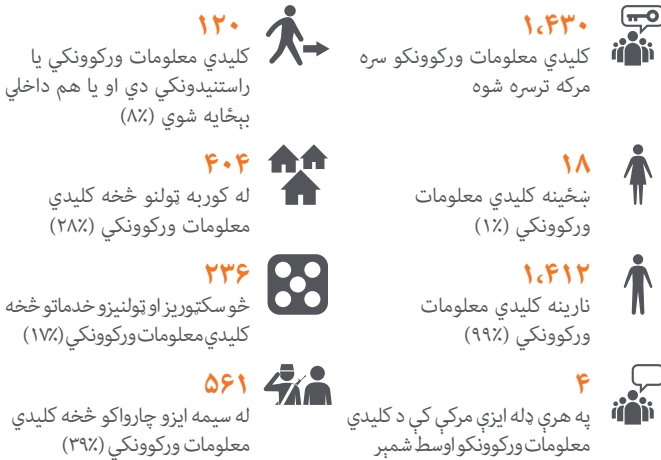 ۱،۴۳۰
کلیدي معلومات ورکوونکو سره
مرکه ترسره شوه
۱۸
ښځینه کلیدي معلومات
ورکوونکي (۱٪)
۱،۴۱۲
نارینه کلیدي معلومات
ورکوونکي (۹۹٪)
۴
په هرې ډله ایزې مرکې کې د کلیدي
معلومات ورکوونکو اوسط شمېر
۱۲۰
کلیدي معلومات ورکوونکي یا
راستنیدونکي دي او یا هم داخلي
بېځایه شوي (۸٪)
۴۰۴
له کوربه ټولنو څخه کلیدي
معلومات ورکوونکي (۲۸٪)
۲۳۶
څو سکټوریز او ټولنیزو خدماتو څخه
کلیدي معلومات ورکوونکي (۱۷٪)
۵۶۱
له سیمه ایزو چارواکو څخه کلیدي
معلومات ورکوونکي (۳۹٪)